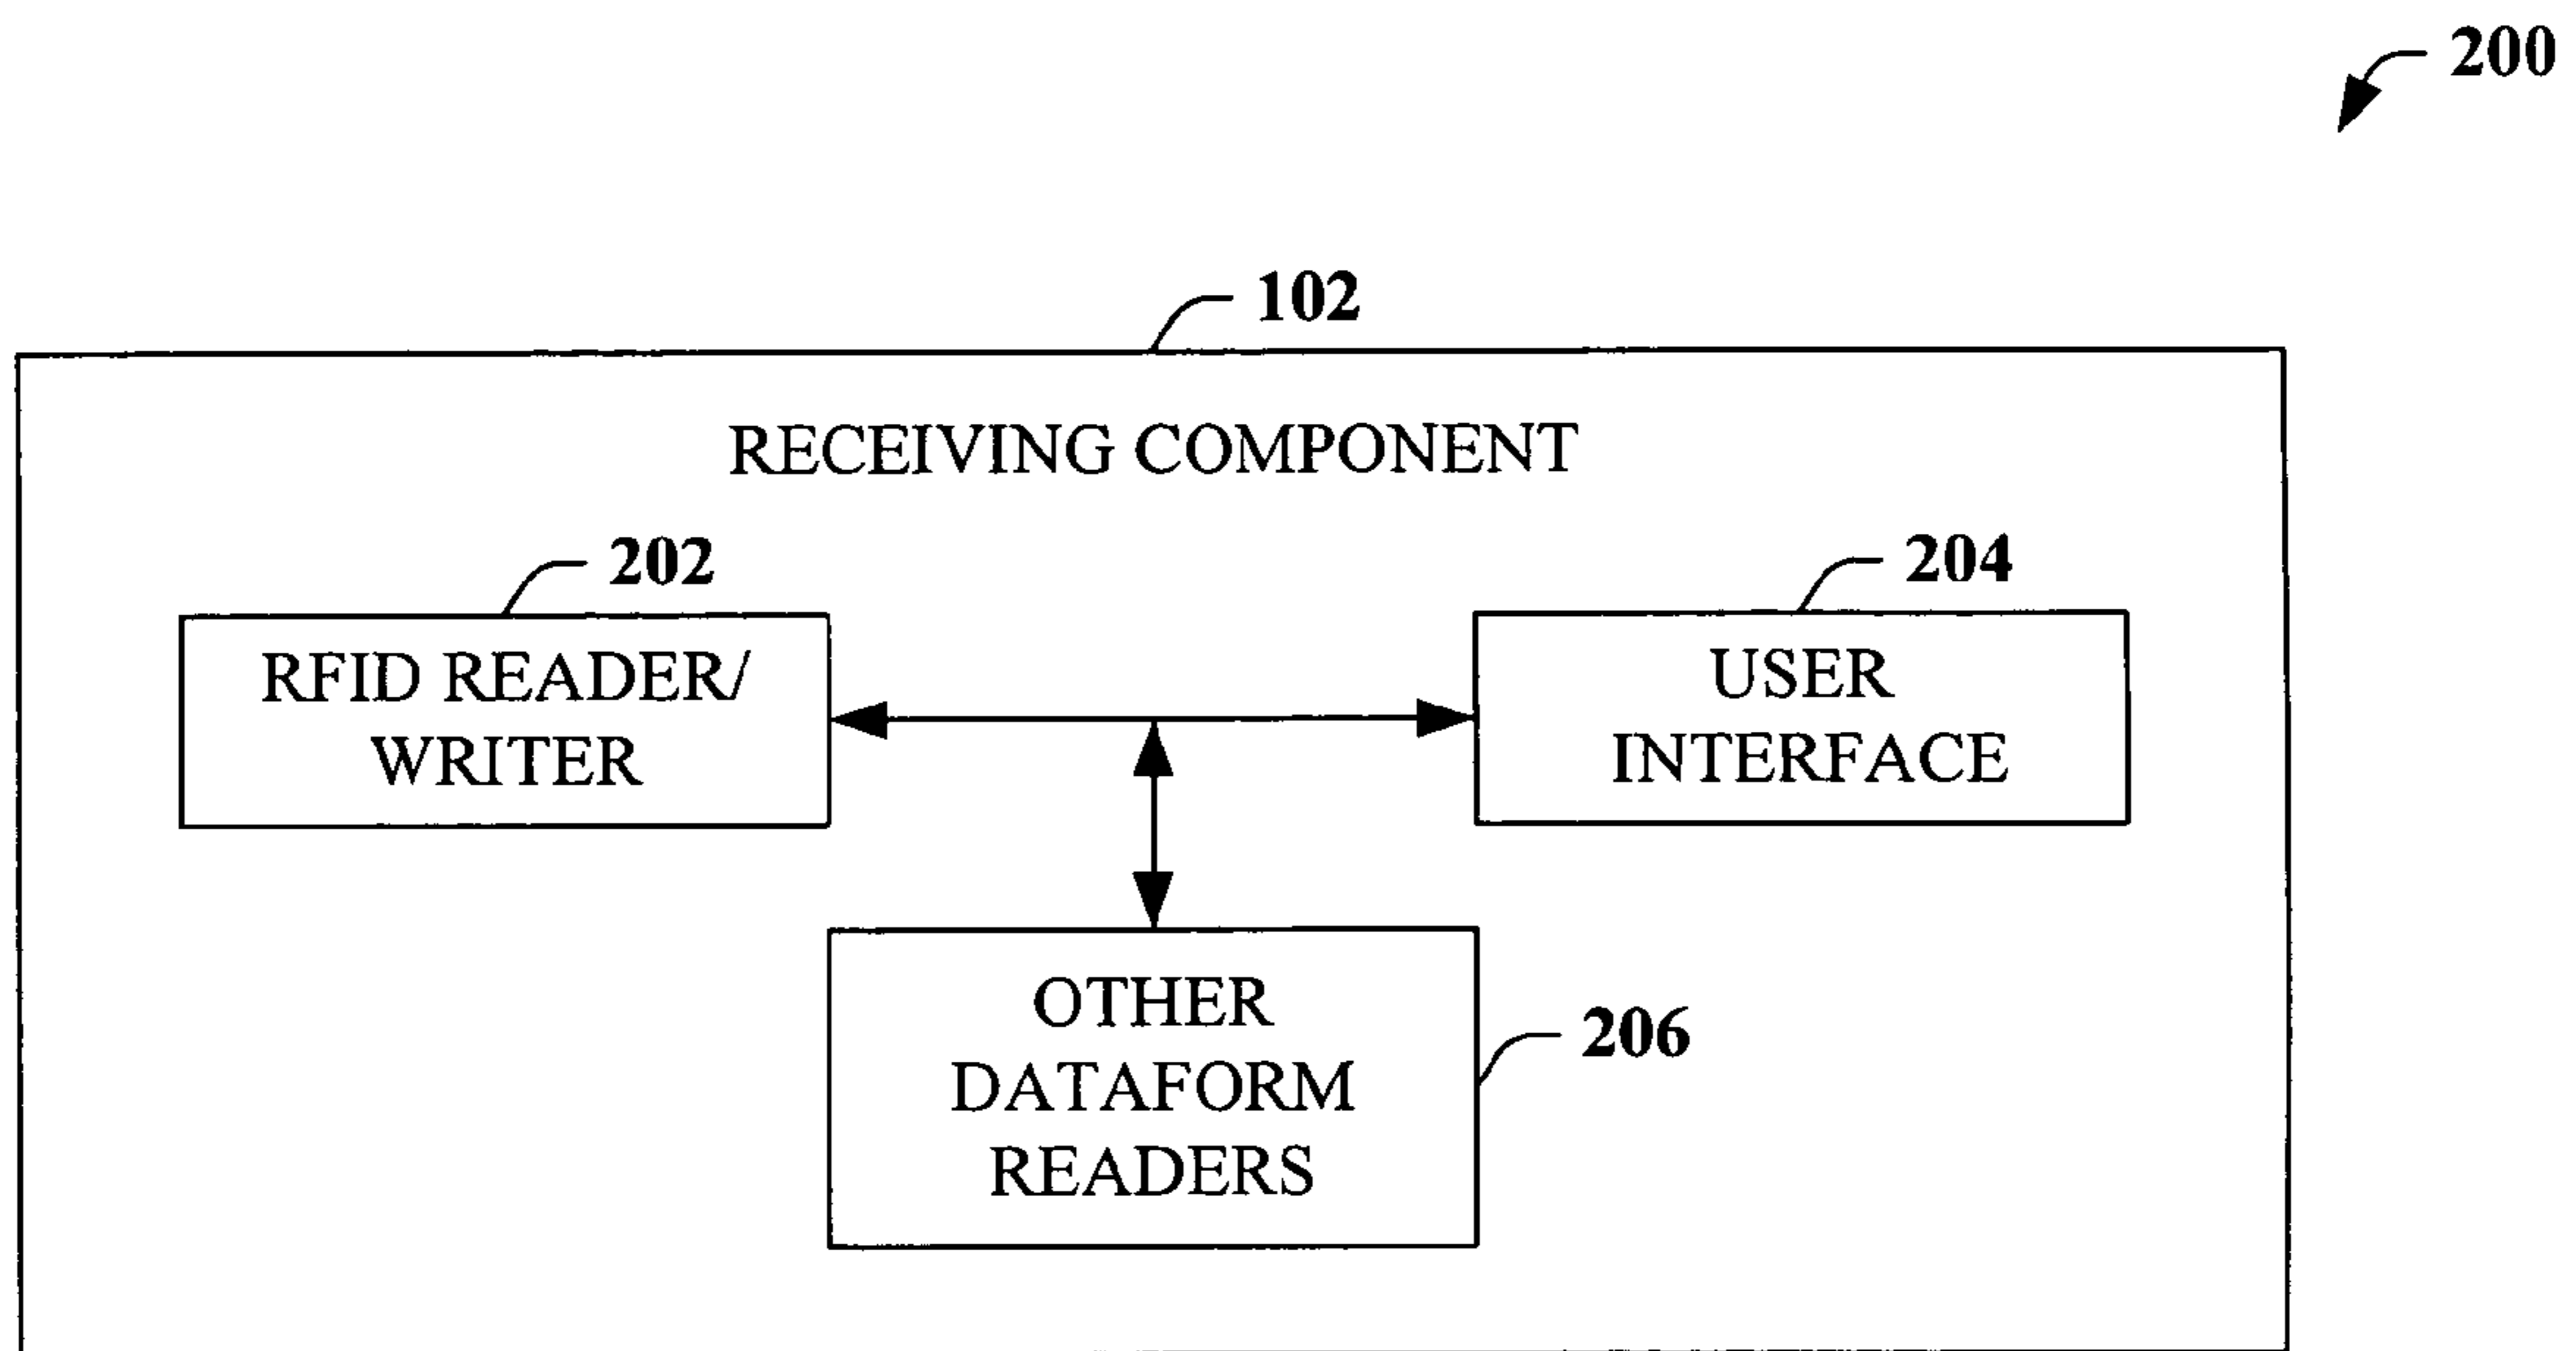 200
102
RECEIVING COMPONENT
202
204
RFID READER/
WRITER
USER
INTERFACE
OTHER
DATAFORM
READERS
206